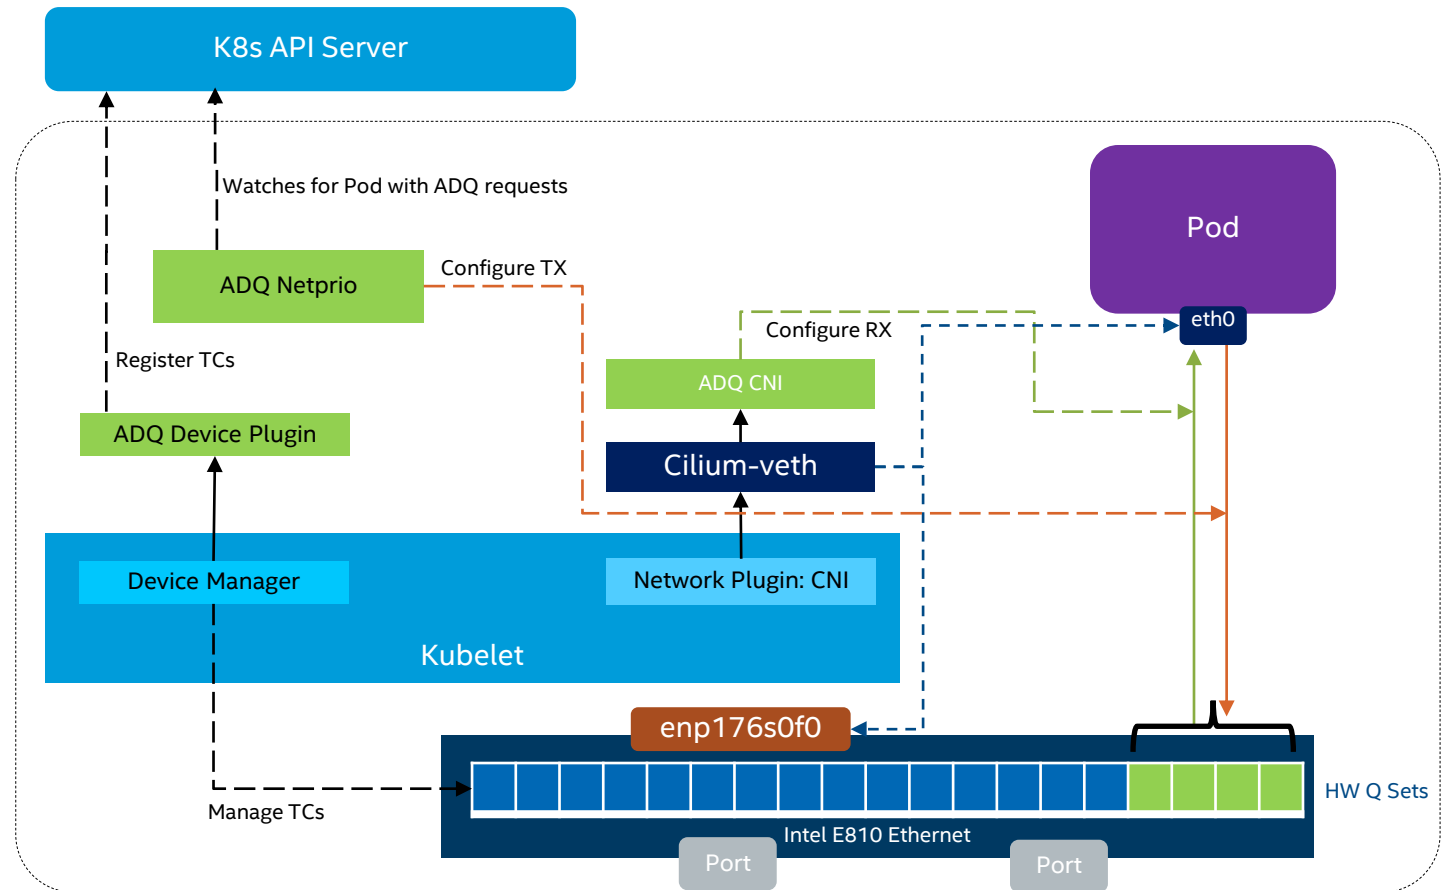 K8s API Server
Watches for Pod with ADQ requests
Pod
ADQ Netprio
Configure TX
eth0
Configure RX
Register TCs
ADQ CNI
ADQ Device Plugin
Cilium-veth
Device Manager
Network Plugin: CNI
Kubelet
enp176s0f0
HW Q Sets
Manage TCs
Intel E810 Ethernet
Port
Port